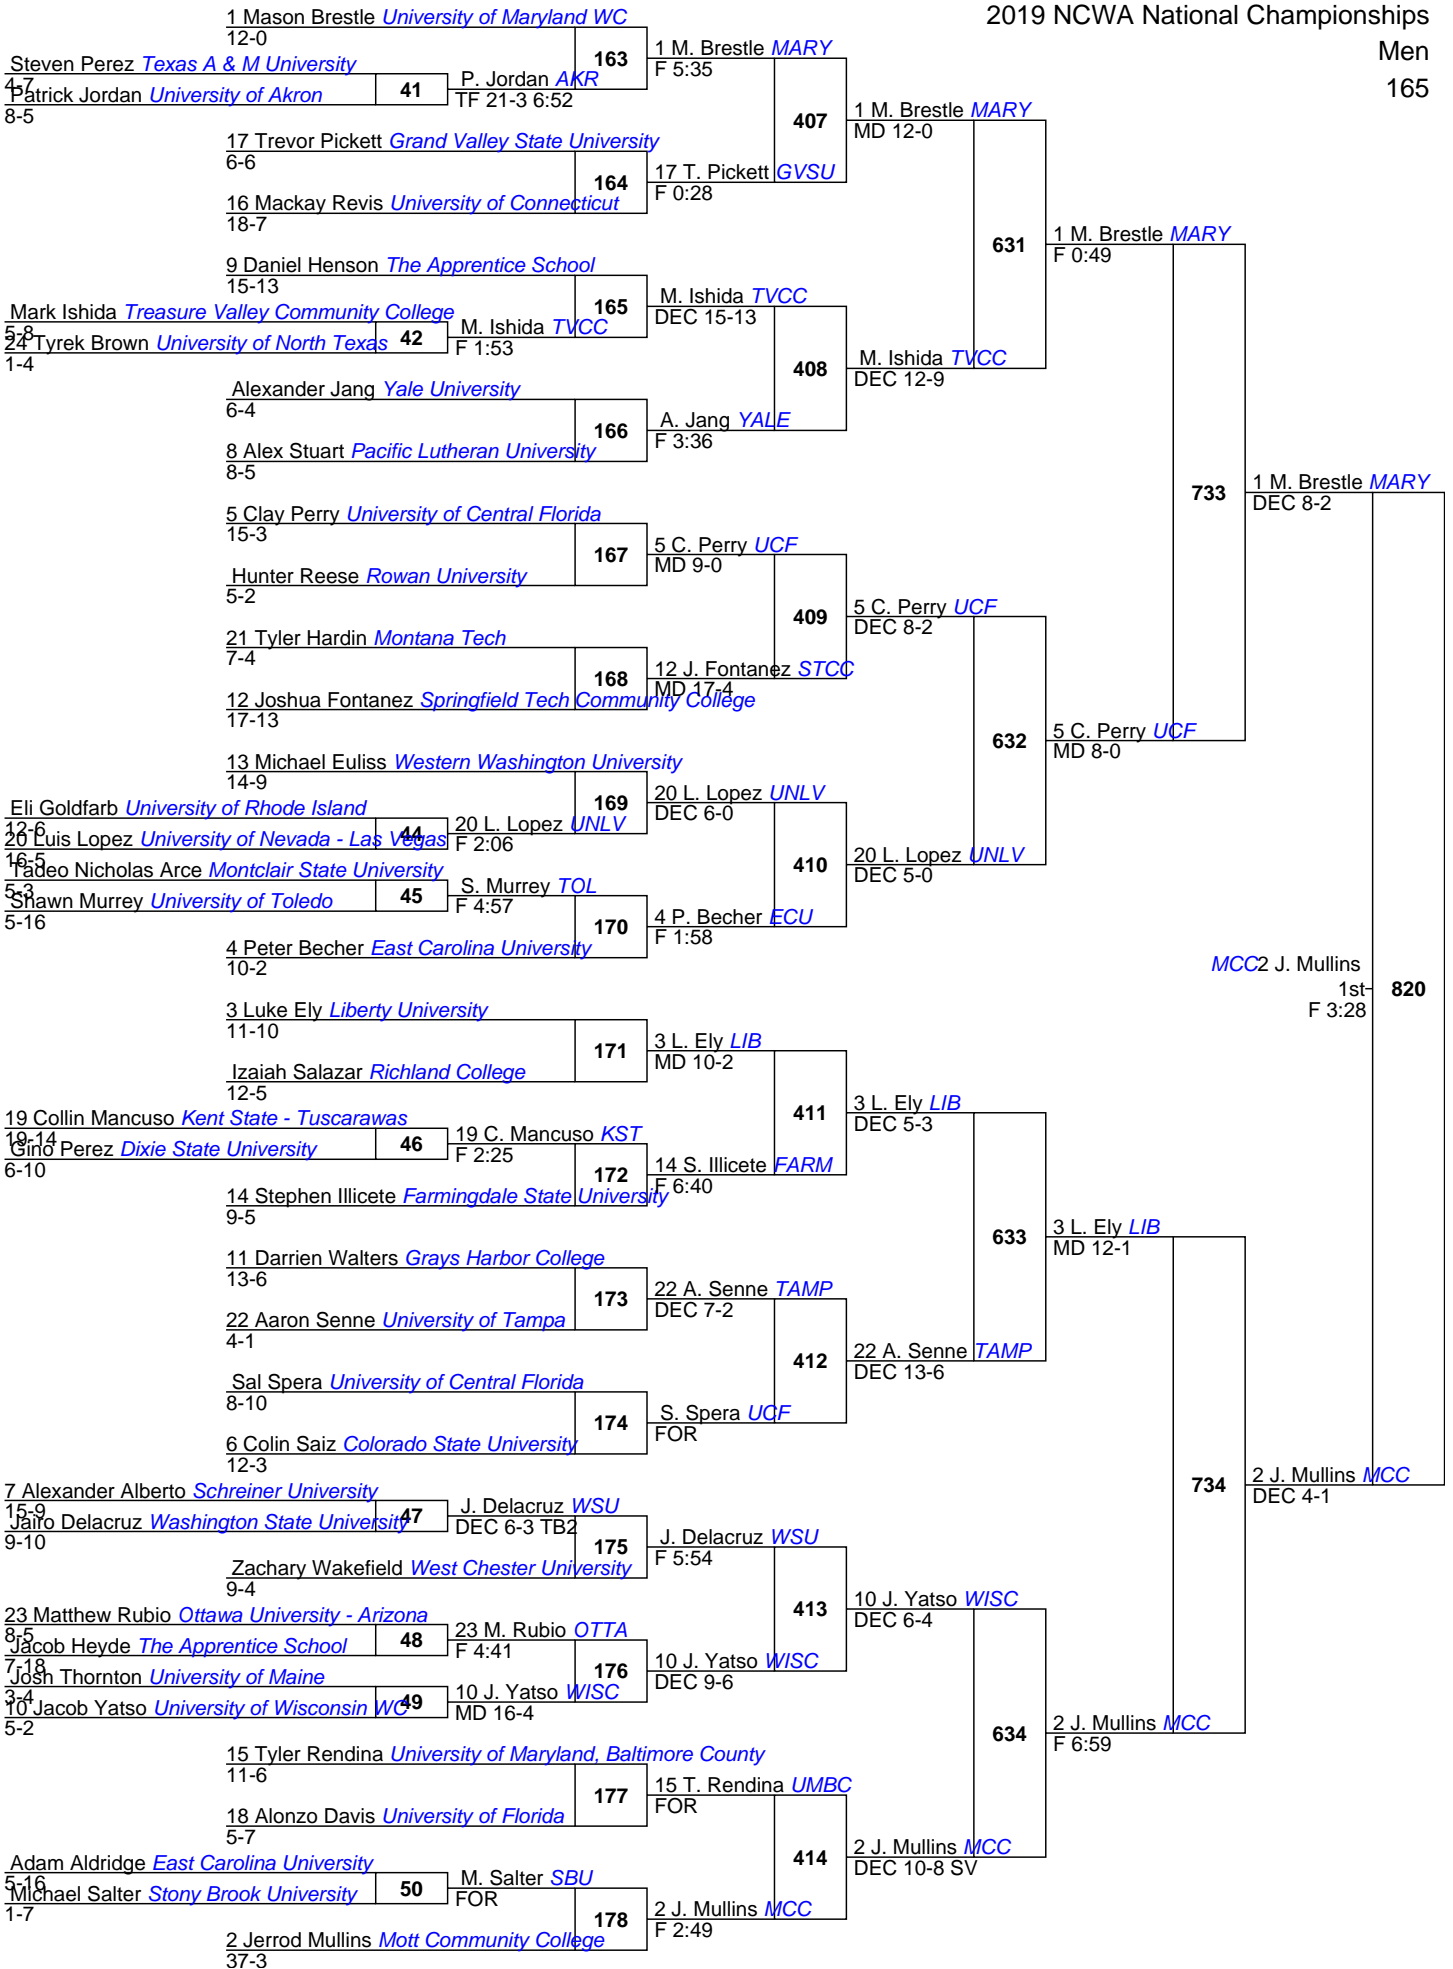 2019 NCWA National Championships
Men
165
1 Mason Brestle University of Maryland WC
12-0
163
1 M. Brestle MARY
F 5:35
Steven Perez Texas A & M University
4-7
41
P. Jordan AKR
TF 21-3 6:52
Patrick Jordan University of Akron
8-5
407
1 M. Brestle MARY
MD 12-0
17 Trevor Pickett Grand Valley State University
6-6
164
17 T. Pickett GVSU
F 0:28
16 Mackay Revis University of Connecticut
18-7
631
1 M. Brestle MARY
F 0:49
9 Daniel Henson The Apprentice School
15-13
165
M. Ishida TVCC
DEC 15-13
Mark Ishida Treasure Valley Community College
5-8
42
M. Ishida TVCC
F 1:53
24 Tyrek Brown University of North Texas
1-4
408
M. Ishida TVCC
DEC 12-9
Alexander Jang Yale University
6-4
166
A. Jang YALE
F 3:36
8 Alex Stuart Pacific Lutheran University
8-5
733
1 M. Brestle MARY
DEC 8-2
5 Clay Perry University of Central Florida
15-3
167
5 C. Perry UCF
MD 9-0
Hunter Reese Rowan University
5-2
409
5 C. Perry UCF
DEC 8-2
21 Tyler Hardin Montana Tech
7-4
168
12 J. Fontanez STCC
MD 17-4
12 Joshua Fontanez Springfield Tech Community College
17-13
632
5 C. Perry UCF
MD 8-0
13 Michael Euliss Western Washington University
14-9
169
20 L. Lopez UNLV
DEC 6-0
Eli Goldfarb University of Rhode Island
12-6
44
20 L. Lopez UNLV
F 2:06
20 Luis Lopez University of Nevada - Las Vegas
16-5
410
20 L. Lopez UNLV
DEC 5-0
Tadeo Nicholas Arce Montclair State University
5-3
45
S. Murrey TOL
F 4:57
Shawn Murrey University of Toledo
5-16
170
4 P. Becher ECU
F 1:58
4 Peter Becher East Carolina University
10-2
MCC2 J. Mullins
1st
820
F 3:28
3 Luke Ely Liberty University
11-10
171
3 L. Ely LIB
MD 10-2
Izaiah Salazar Richland College
12-5
411
3 L. Ely LIB
DEC 5-3
19 Collin Mancuso Kent State - Tuscarawas
19-14
46
19 C. Mancuso KST
F 2:25
Gino Perez Dixie State University
6-10
172
14 S. Illicete FARM
F 6:40
14 Stephen Illicete Farmingdale State University
9-5
633
3 L. Ely LIB
MD 12-1
11 Darrien Walters Grays Harbor College
13-6
173
22 A. Senne TAMP
DEC 7-2
22 Aaron Senne University of Tampa
4-1
412
22 A. Senne TAMP
DEC 13-6
Sal Spera University of Central Florida
8-10
174
S. Spera UCF
FOR
6 Colin Saiz Colorado State University
12-3
734
2 J. Mullins MCC
DEC 4-1
7 Alexander Alberto Schreiner University
15-9
47
J. Delacruz WSU
DEC 6-3 TB2
Jairo Delacruz Washington State University
9-10
175
J. Delacruz WSU
F 5:54
Zachary Wakefield West Chester University
9-4
413
10 J. Yatso WISC
DEC 6-4
23 Matthew Rubio Ottawa University - Arizona
8-5
48
23 M. Rubio OTTA
F 4:41
Jacob Heyde The Apprentice School
7-18
176
10 J. Yatso WISC
DEC 9-6
Josh Thornton University of Maine
3-4
49
10 J. Yatso WISC
MD 16-4
10 Jacob Yatso University of Wisconsin WC
5-2
634
2 J. Mullins MCC
F 6:59
15 Tyler Rendina University of Maryland, Baltimore County
11-6
177
15 T. Rendina UMBC
FOR
18 Alonzo Davis University of Florida
5-7
414
2 J. Mullins MCC
DEC 10-8 SV
Adam Aldridge East Carolina University
5-16
50
M. Salter SBU
FOR
Michael Salter Stony Brook University
1-7
178
2 J. Mullins MCC
F 2:49
2 Jerrod Mullins Mott Community College
37-3